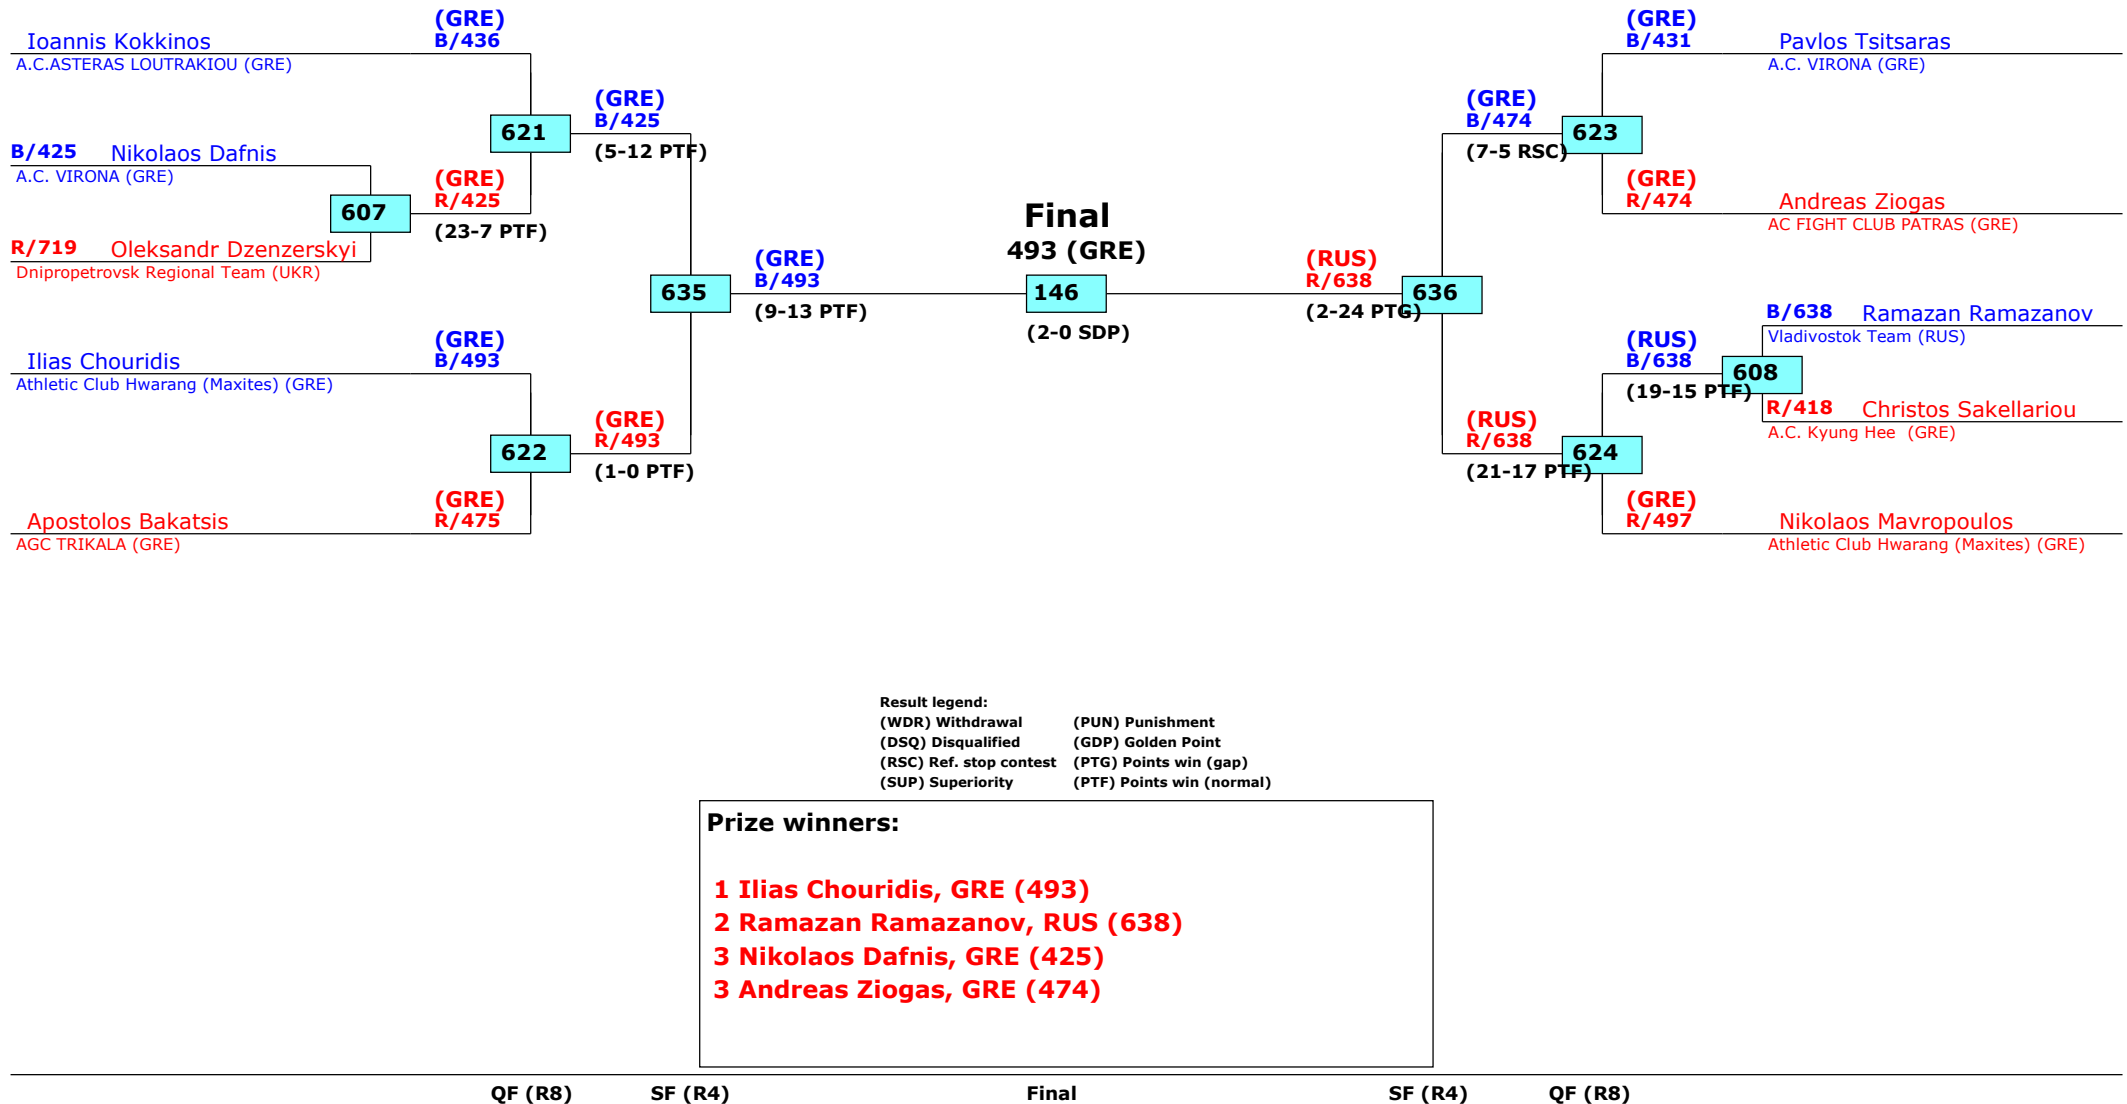 (GRE)
Ioannis Kokkinos B/436
A.C.ASTERAS LOUTRAKIOU (GRE)
(GRE)
621 B/425
(5-12 PTF)
B/425 Nikolaos Dafnis
A.C. VIRONA (GRE)
(GRE)
607 R/425
(23-7 PTF)
R/719 Oleksandr Dzenzerskyi
Dnipropetrovsk Regional Team (UKR)
(GRE)
635 B/493
(9-13 PTF)
(GRE)
Ilias Chouridis B/493
Athletic Club Hwarang (Maxites) (GRE)
(GRE)
R/493
622
(1-0 PTF)
(GRE)
Apostolos Bakatsis R/475
AGC TRIKALA (GRE)
Final
493 (GRE)
146
(2-0 SDP)
(GRE)
B/431 Pavlos Tsitsaras
A.C. VIRONA (GRE)
(GRE)
B/474 623
(7-5 RSC)
(GRE)
R/474 Andreas Ziogas
AC FIGHT CLUB PATRAS (GRE)
(RUS)
R/638 636
(2-24 PTG)
B/638 Ramazan Ramazanov
Vladivostok Team (RUS)
(RUS)
B/638 608
(19-15 PTF)
R/418 Christos Sakellariou
A.C. Kyung Hee (GRE)
(RUS)
R/638 624
(21-17 PTF)
(GRE)
R/497 Nikolaos Mavropoulos
Athletic Club Hwarang (Maxites) (GRE)
Result legend:
(WDR) Withdrawal (PUN) Punishment
(DSQ) Disqualified (GDP) Golden Point
(RSC) Ref. stop contest (PTG) Points win (gap)
(SUP) Superiority (PTF) Points win (normal)
Prize winners:
1 Ilias Chouridis, GRE (493)
2 Ramazan Ramazanov, RUS (638)
3 Nikolaos Dafnis, GRE (425)
3 Andreas Ziogas, GRE (474)
QF (R8) SF (R4) Final SF (R4) QF (R8)